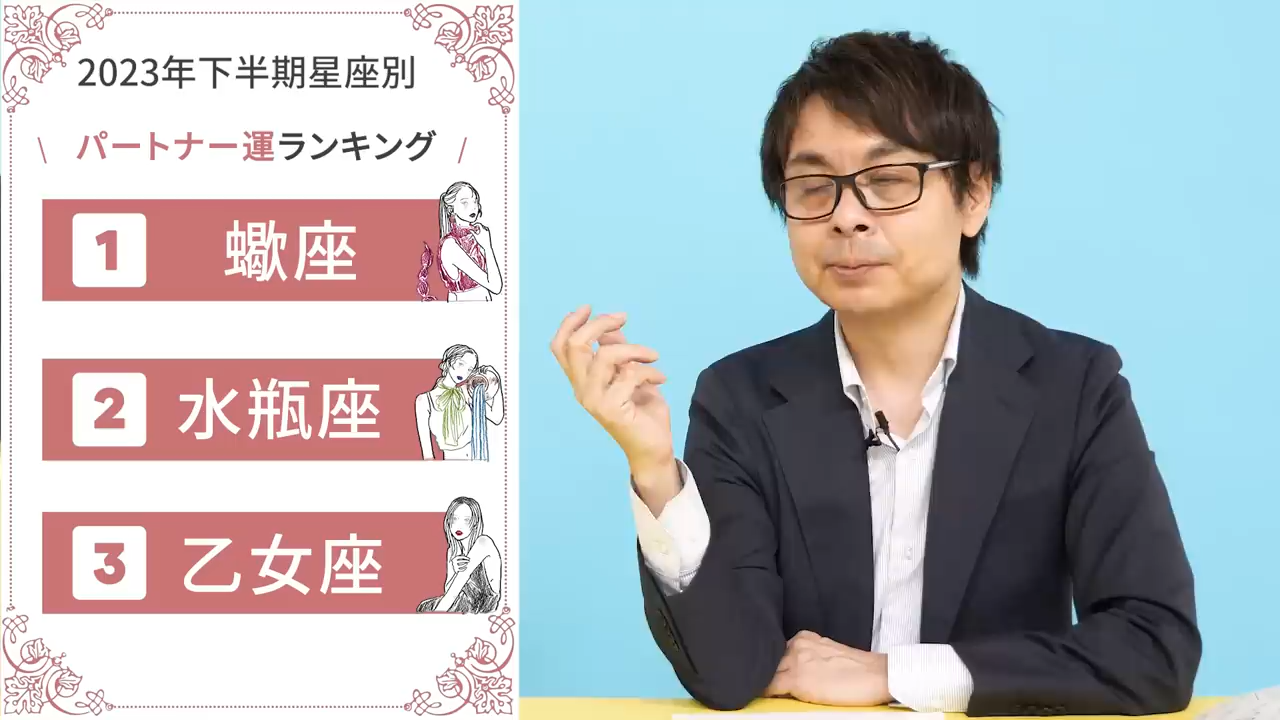 2023年下半期星座別
\ パートナー運ランキング /
1 蠍座
2 水瓶座
3 乙女座